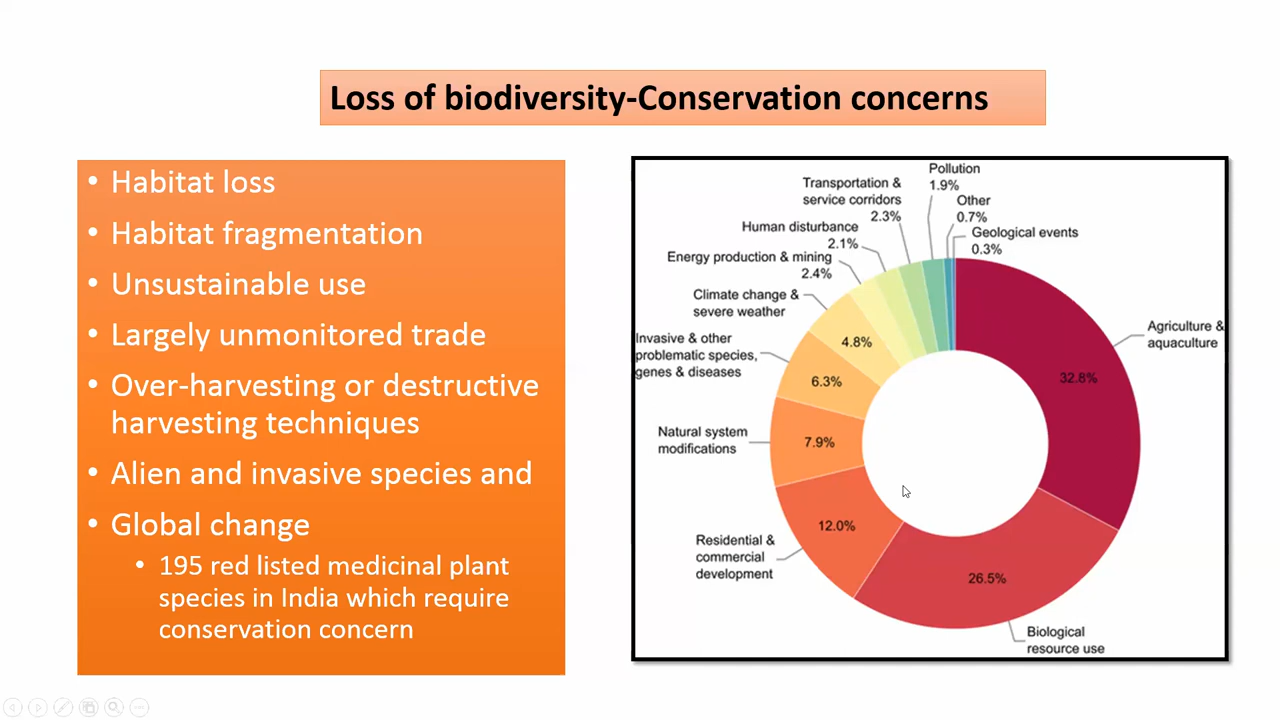 Loss of biodiversity-Conservation concerns
• Habitat loss
• Habitat fragmentation
• Unsustainable use
• Largely unmonitored trade
• Over-harvesting or destructive
harvesting techniques
• Alien and invasive species and
• Global change
• 195 red listed medicinal plant
species in India which require
conservation concern
Pollution
1.9%
Other
0.7%
Geological events
0.3%
Transportation &
service corridors
2.3%
Human disturbance
2.1%
Energy production & mining
2.4%
Climate change &
severe weather
4.8%
Invasive & other
problematic species,
genes & diseases
6.3%
Natural system
modifications
7.9%
Residential &
commercial
development
12.0%
Biological
resource use
26.5%
Agriculture &
aquaculture
32.8%